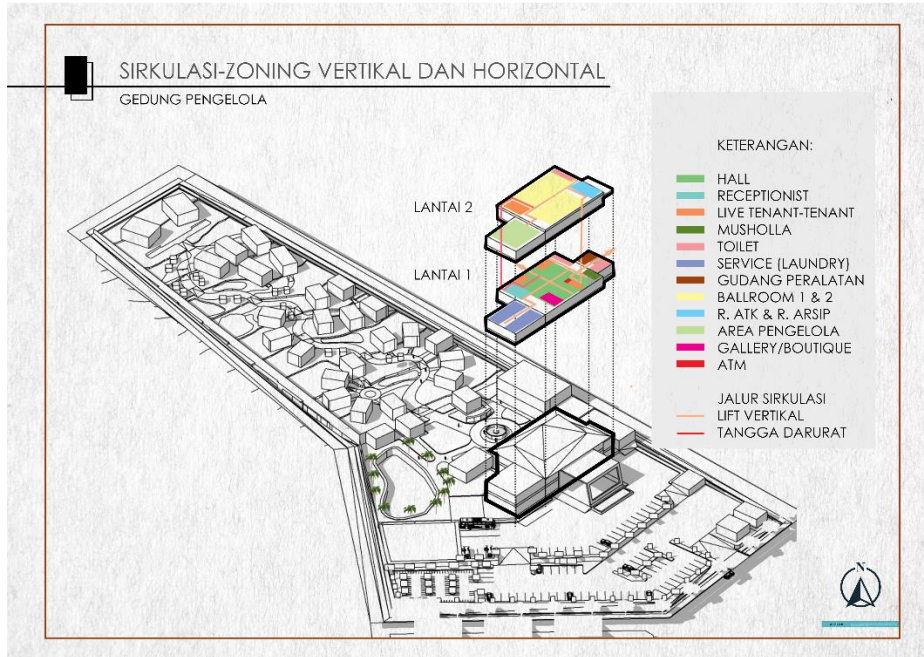 SIRKULASI-ZONING VERTIKAL DAN HORIZONTAL
GEDUNG PENGELOLA
KETERANGAN:
HALL
RECEPTIONIST
LIVE TENANT-TENANT
MUSHOLLA
TOILET
SERVICE (LAUNDRY)
GUDANG PERALATAN
BALLROOM 1 & 2
R. ATK & R. ARSIP
AREA PENGELOLA
GALLERY/BOUTIQUE
ATM
JALUR SIRKULASI
LIFT VERTIKAL
TANGGA DARURAT
LANTAI 2
LANTAI 1
N